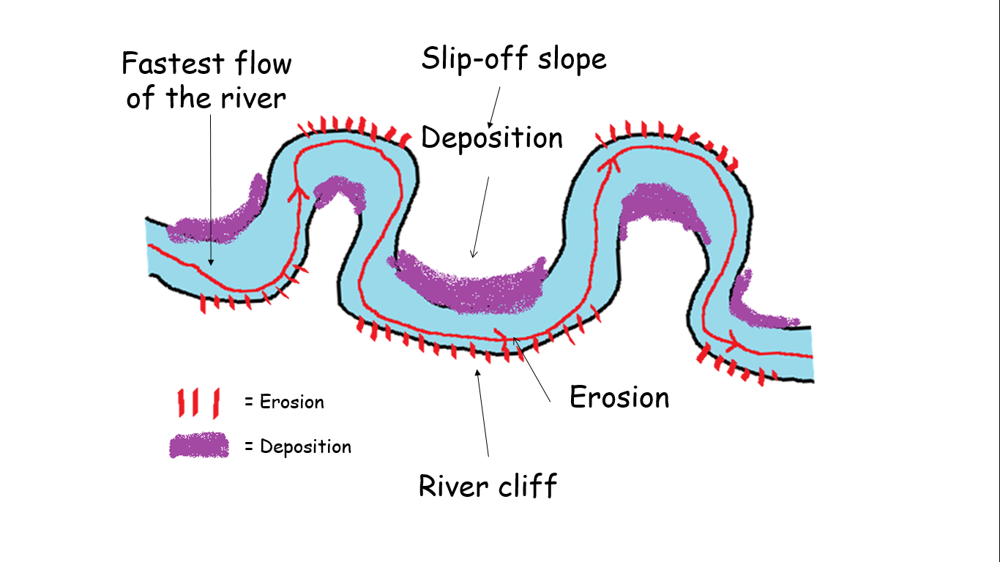 Fastest flow
of the river
Slip-off slope
Deposition
Erosion
= Erosion
= Deposition
River cliff